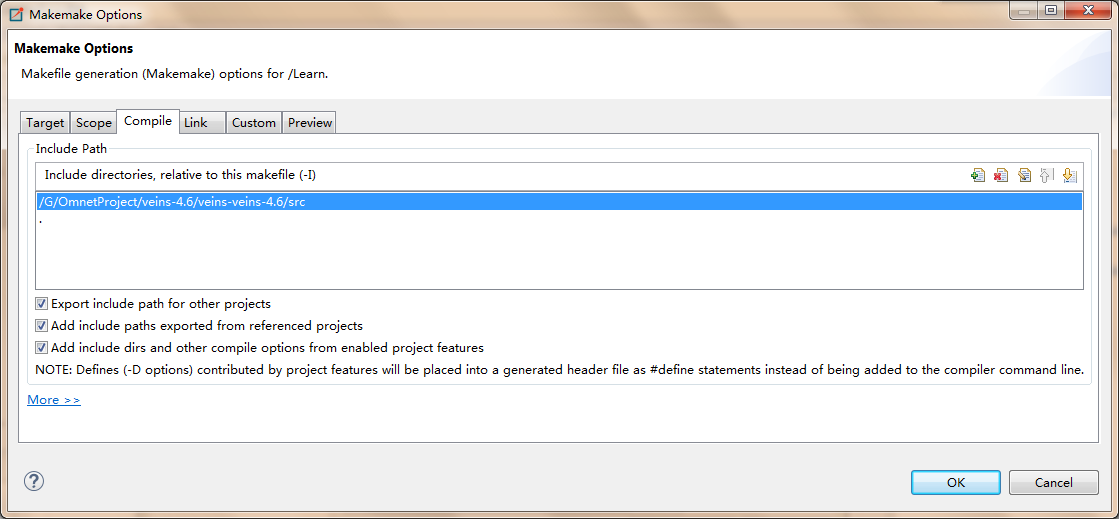 Makemake Options
Makemake Options
Makefile generation (Makemake) options for /Learn.
Target Scope Compile Link Custom Preview
Include Path
Include directories, relative to this makefile (-I)
/G/OmnetProject/veins-4.6/veins-veins-4.6/src
.
Export include path for other projects
Add include paths exported from referenced projects
Add include dirs and other compile options from enabled project features
NOTE: Defines (-D options) contributed by project features will be placed into a generated header file as #define statements instead of being added to the compiler command line.
More >>
? OK Cancel